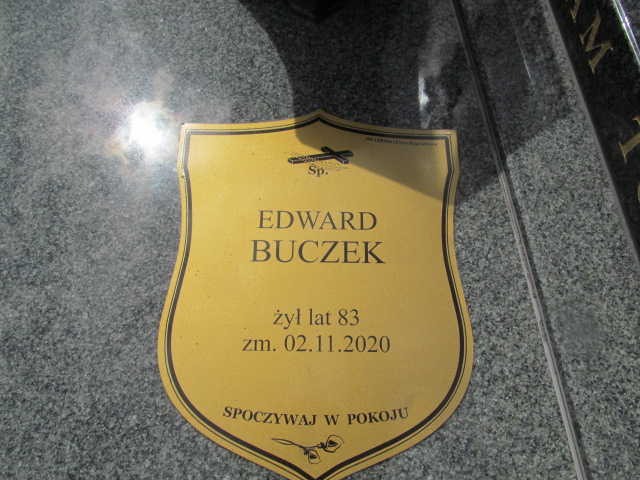 Śp.
EDWARD
BUCZEK
żył lat 83
zm. 02.11.2020
SPOCZYWAJ W POKOJU